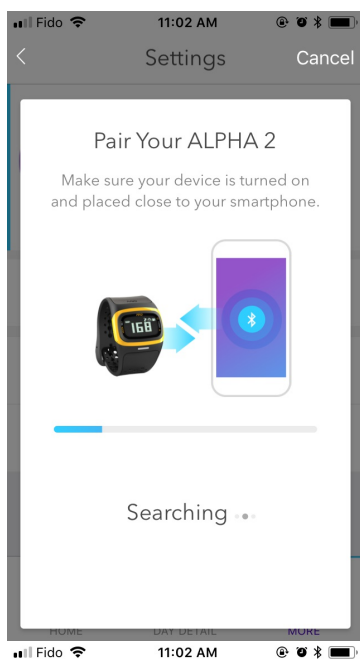 Fido 11:02 AM
Settings Cancel
Pair Your ALPHA 2
Make sure your device is turned on
and placed close to your smartphone.
168
Searching
HOME DAY DETAIL MORE
Fido 11:02 AM